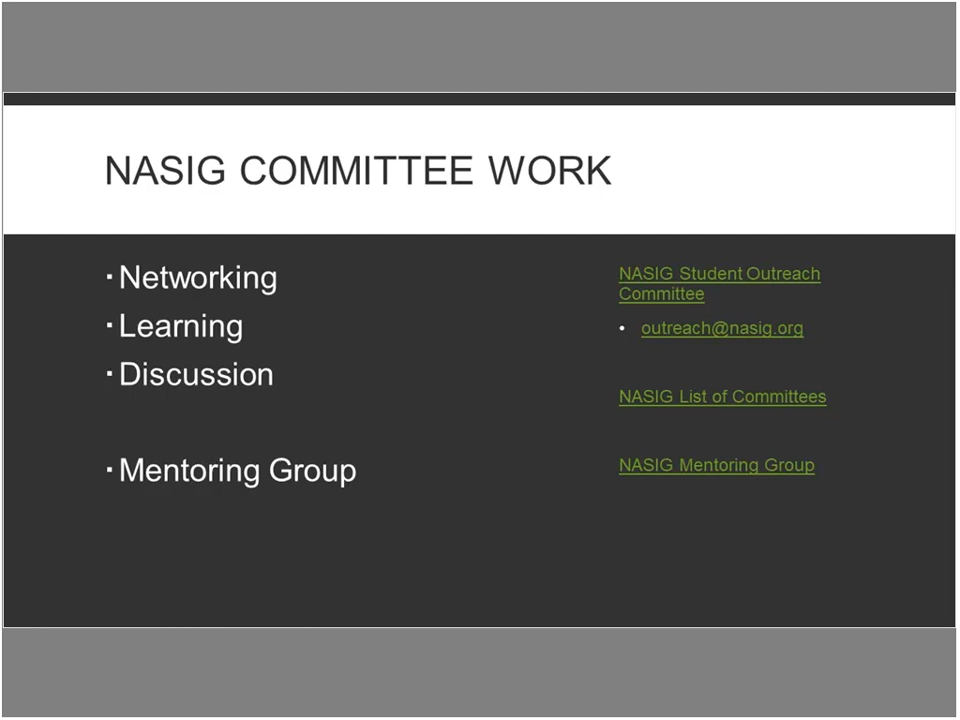 NASIG COMMITTEE WORK
▪ Networking
▪ Learning
▪ Discussion
▪ Mentoring Group
NASIG Student Outreach
Committee
• outreach@nasig.org
NASIG List of Committees
NASIG Mentoring Group